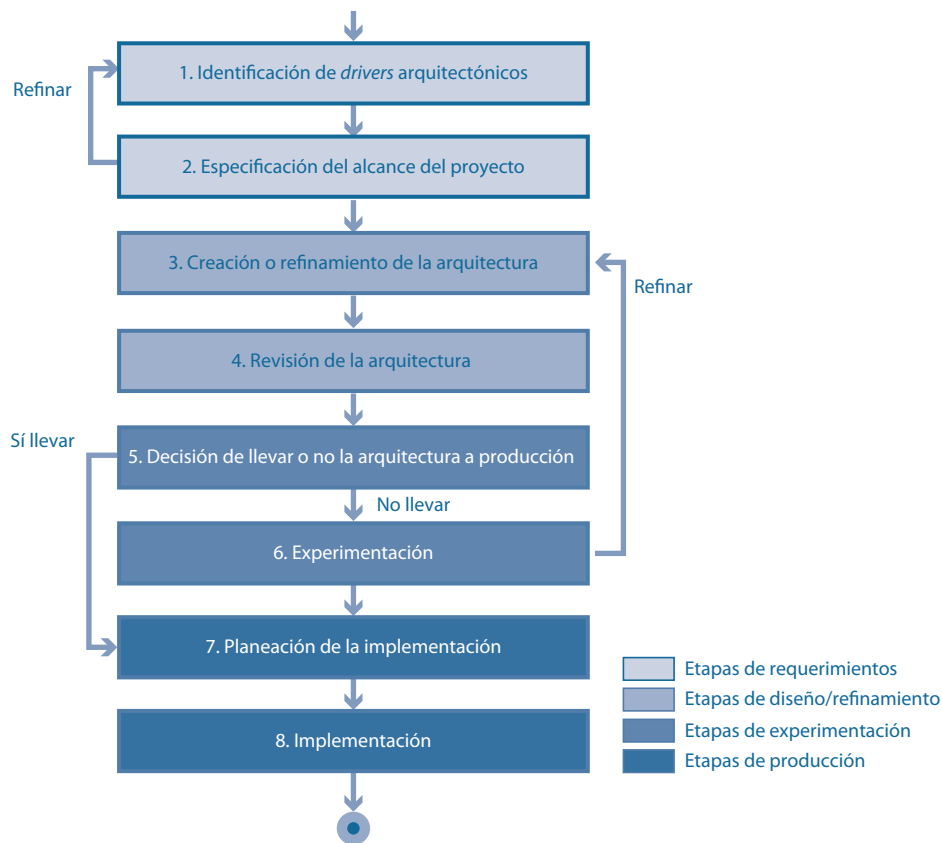 1. Identificación de drivers arquitectónicos
Refinar
2. Especificación del alcance del proyecto
3. Creación o refinamiento de la arquitectura
Refinar
4. Revisión de la arquitectura
Sí llevar
5. Decisión de llevar o no la arquitectura a producción
No llevar
6. Experimentación
7. Planeación de la implementación
8. Implementación
Etapas de requerimientos
Etapas de diseño/refinamiento
Etapas de experimentación
Etapas de producción